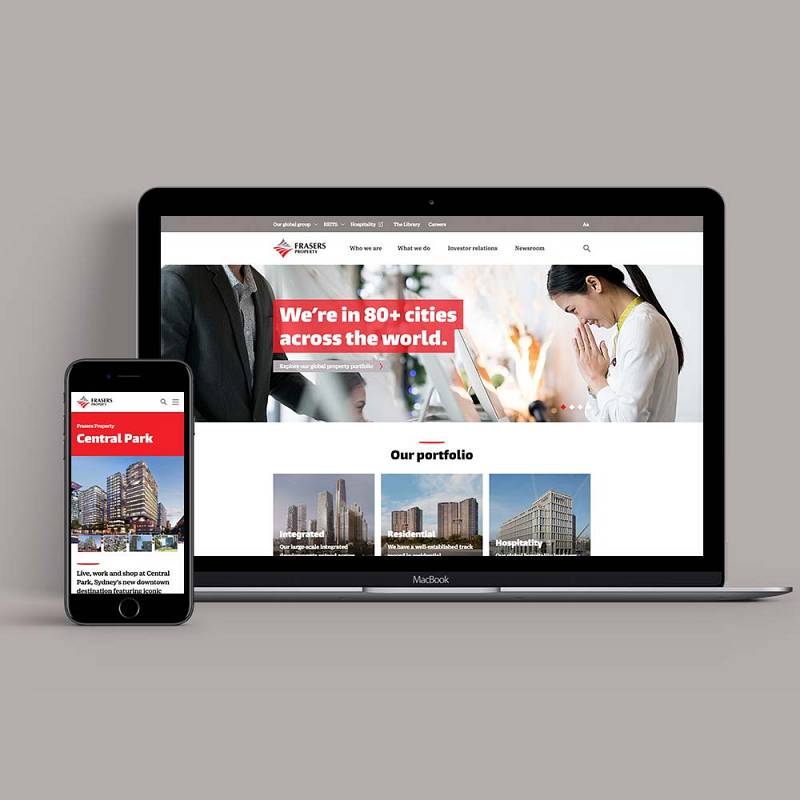 Our global group
REITS
Hospitality
The Library
Careers
Aa
FRASERS
PROPERTY
Who we are
What we do
Investor relations
Newsroom
We're in 80+ cities
across the world.
Explore our global property portfolio
Our portfolio
Integrated
Our large-scale integrated
Residential
We have a well-established track
record in residential
Hospitality
MacBook
FRASERS
PROPERTY
Frasers Property
Central Park
Live, work and shop at Central
Park, Sydney's new downtown
destination featuring iconic